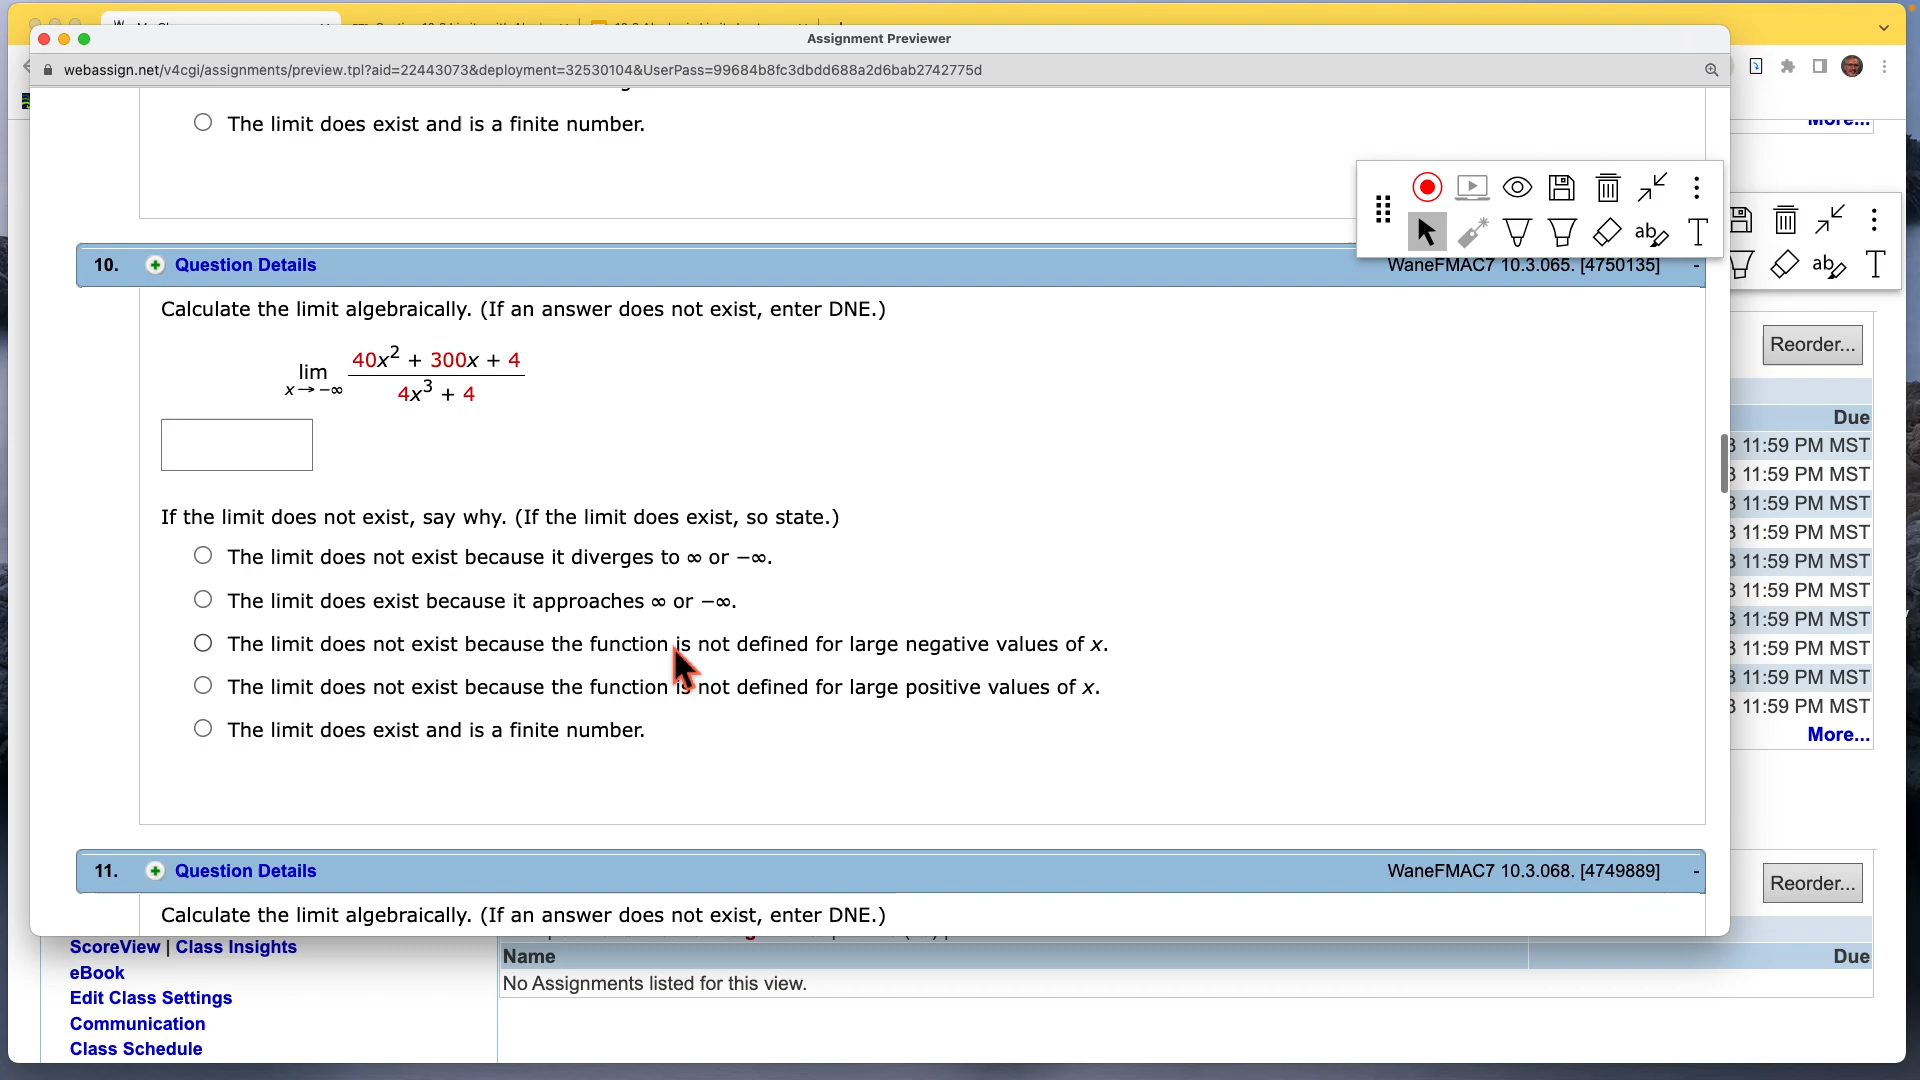 Assignment Previewer
webassign.net/v4cgi/assignments/preview.tpl?aid=22443073&deployment=32530104&UserPass=99684b8fc3dbdd688a2d6bab2742775d
The limit does exist and is a finite number.
More...
ab
T
ab
T
10. Question Details WaneFMAC7 10.3.065. [4750135] -
Calculate the limit algebraically. (If an answer does not exist, enter DNE.)
lim x→−∞ 40x² + 300x + 4
4x³ + 4
If the limit does not exist, say why. (If the limit does exist, so state.)
The limit does not exist because it diverges to ∞ or −∞.
The limit does exist because it approaches ∞ or −∞.
The limit does not exist because the function is not defined for large negative values of x.
The limit does not exist because the function is not defined for large positive values of x.
The limit does exist and is a finite number.
11. Question Details WaneFMAC7 10.3.068. [4749889] -
Calculate the limit algebraically. (If an answer does not exist, enter DNE.)
Reorder...
Due
11:59 PM MST
11:59 PM MST
11:59 PM MST
11:59 PM MST
11:59 PM MST
11:59 PM MST
11:59 PM MST
11:59 PM MST
11:59 PM MST
11:59 PM MST
More...
Reorder...
ScoreView | Class Insights
eBook
Edit Class Settings
Communication
Class Schedule
Name Due
No Assignments listed for this view.